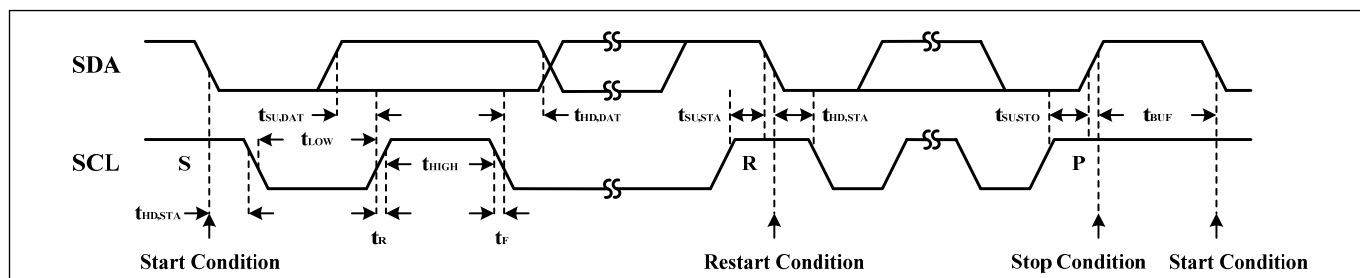 SDA
tSU,DAT
tHD,DAT
tSU,STA
tHD,STA
tSU,STO
tBUF
tLOW
SCL
S
tHIGH
R
P
tHD,STA
tR
tF
Start Condition
Restart Condition
Stop Condition
Start Condition